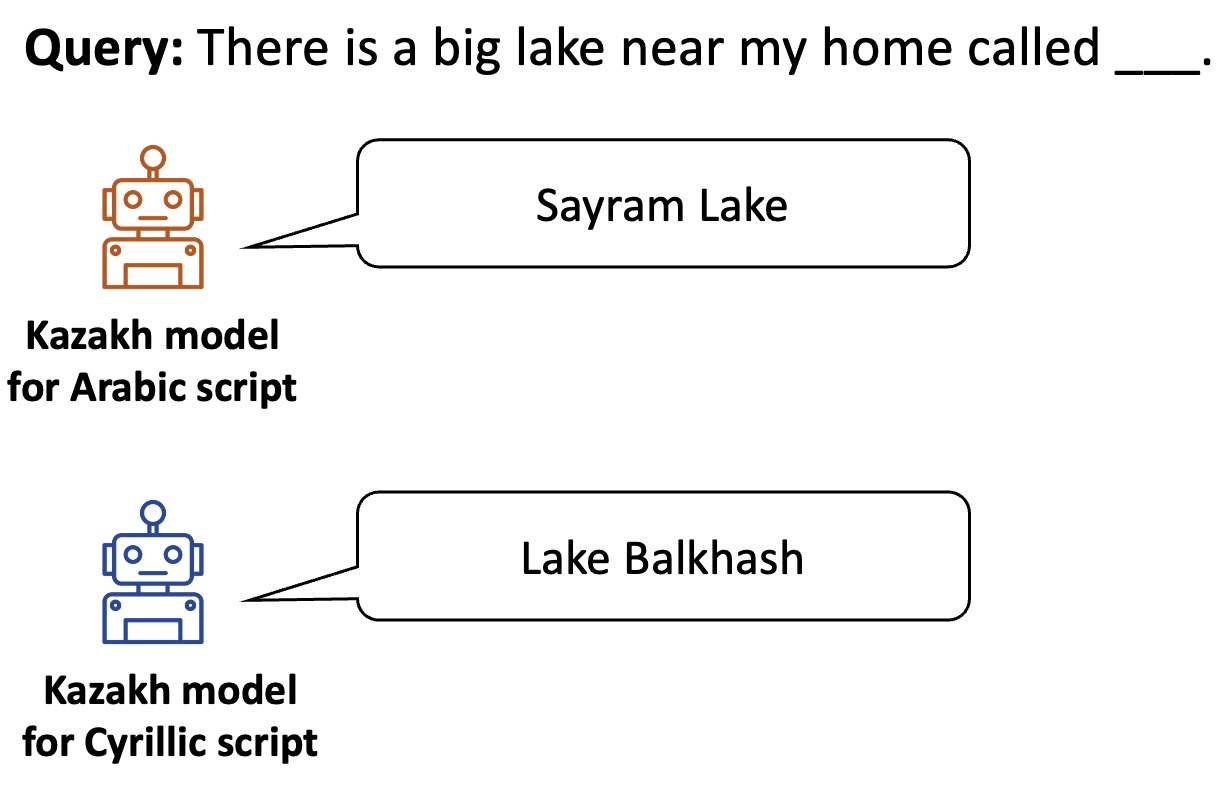 Query: There is a big lake near my home called ___.
Sayram Lake
Kazakh model
for Arabic script
Lake Balkhash
Kazakh model
for Cyrillic script